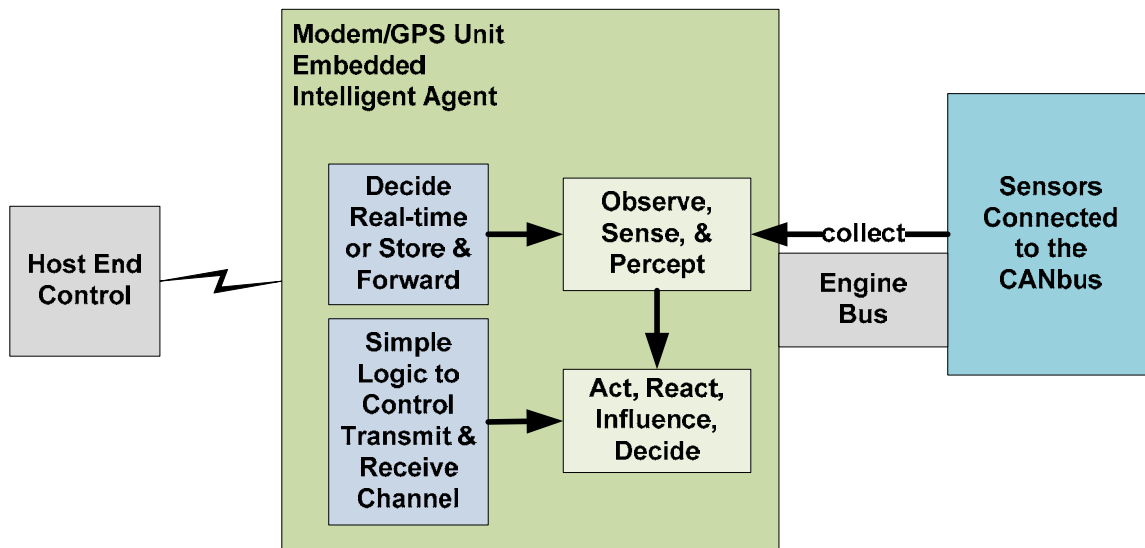 Modem/GPS Unit
Embedded
Intelligent Agent
Host End
Control
Decide
Real-time
or Store &
Forward
Observe,
Sense, &
Percept
collect
Engine
Bus
Sensors
Connected
to the
CANbus
Simple
Logic to
Control
Transmit &
Receive
Channel
Act, React,
Influence,
Decide